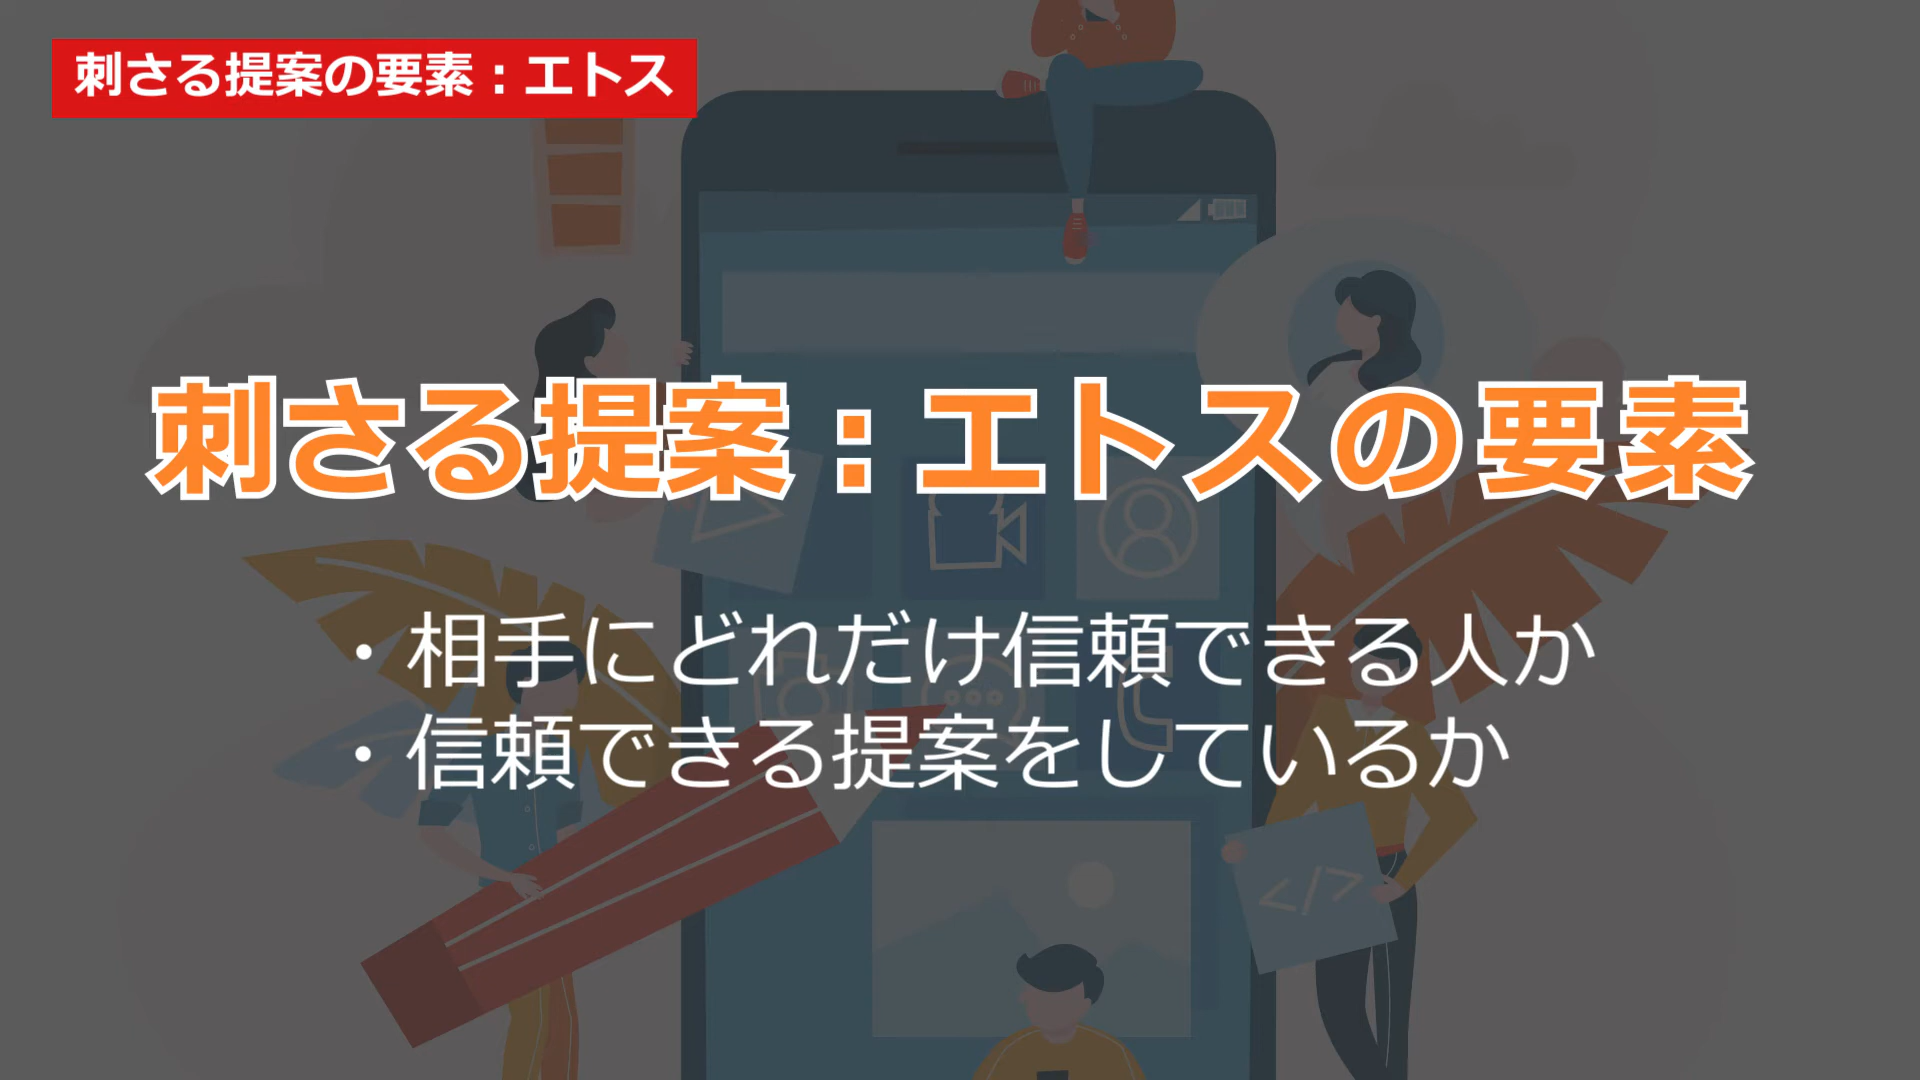 刺さる提案の要素：エトス
刺さる提案：エトスの要素
・相手にどれだけ信頼できる人か
・信頼できる提案をしているか
</>